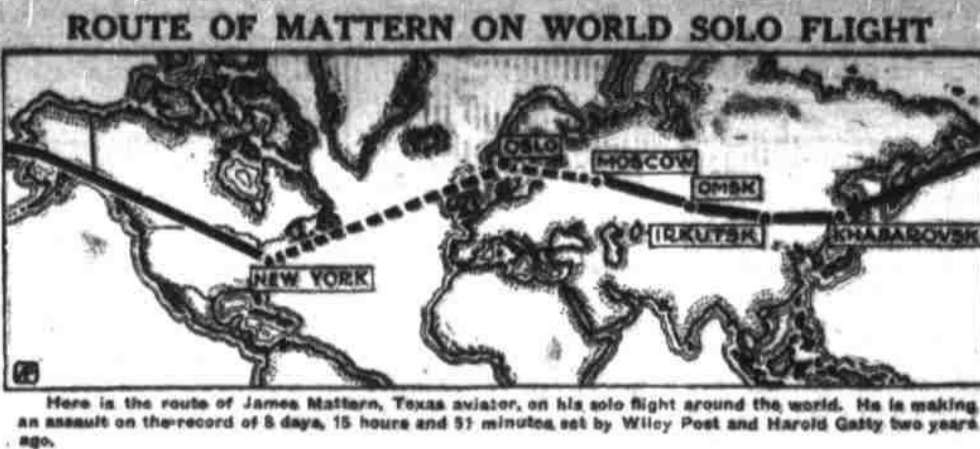 ROUTE OF MATTERN ON WORLD SOLO FLIGHT
OSLO
MOSCOW
OMSK
IRKUTSK
KHABAROVSK
NEW YORK
AP
Here is the route of James Mattern, Texas aviator, on his solo flight around the world. He is making
an assault on the record of 8 days, 15 hours and 51 minutes set by Wiley Post and Harold Gatty two years
ago.